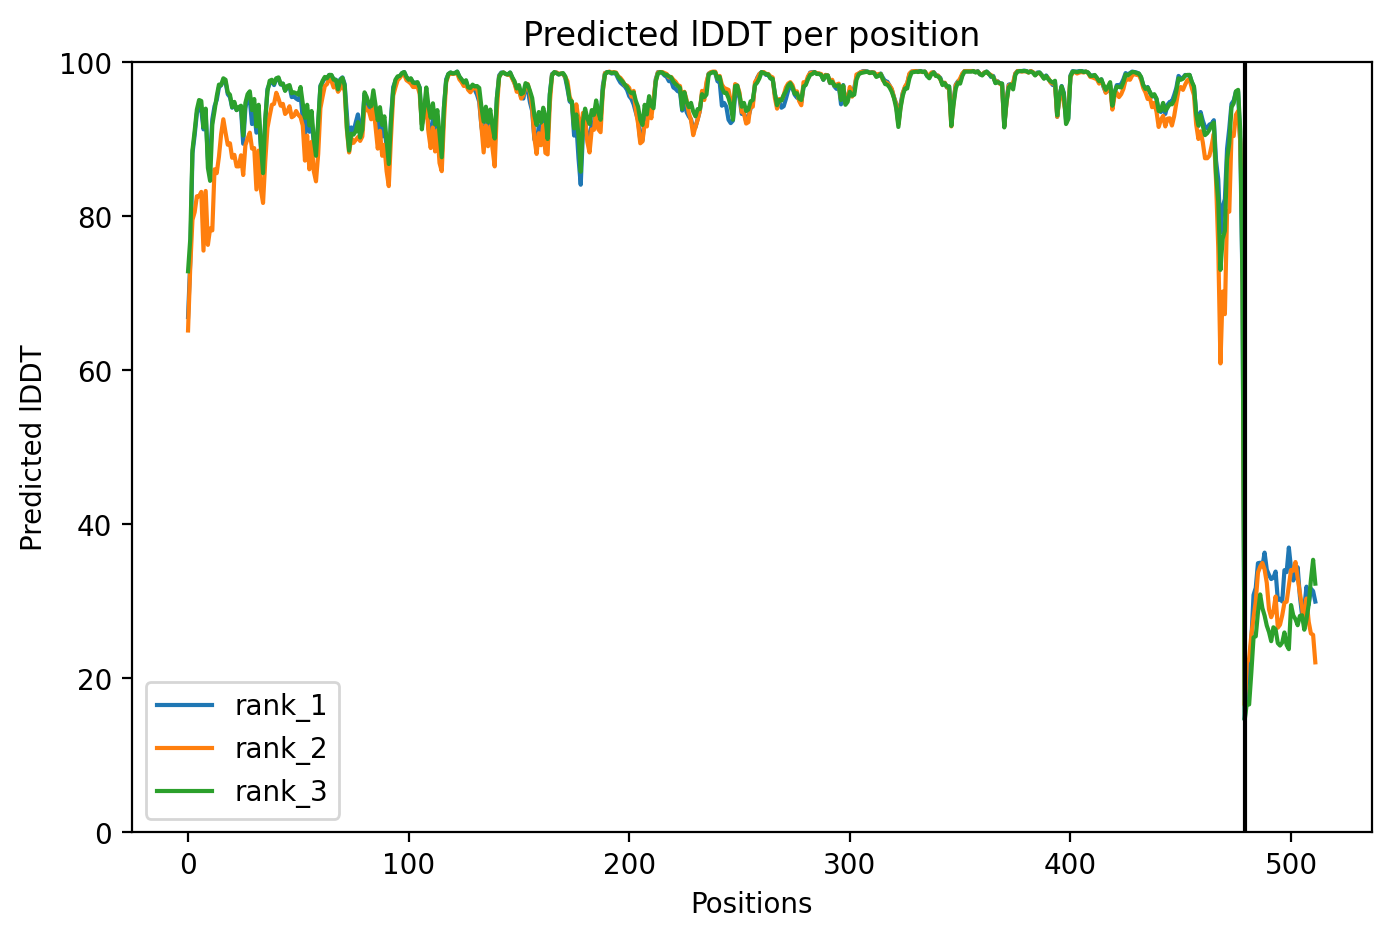 Predicted lDDT per position
Predicted lDDT
100
80
60
40
20
0
rank_1
rank_2
rank_3
0 100 200 300 400 500
Positions